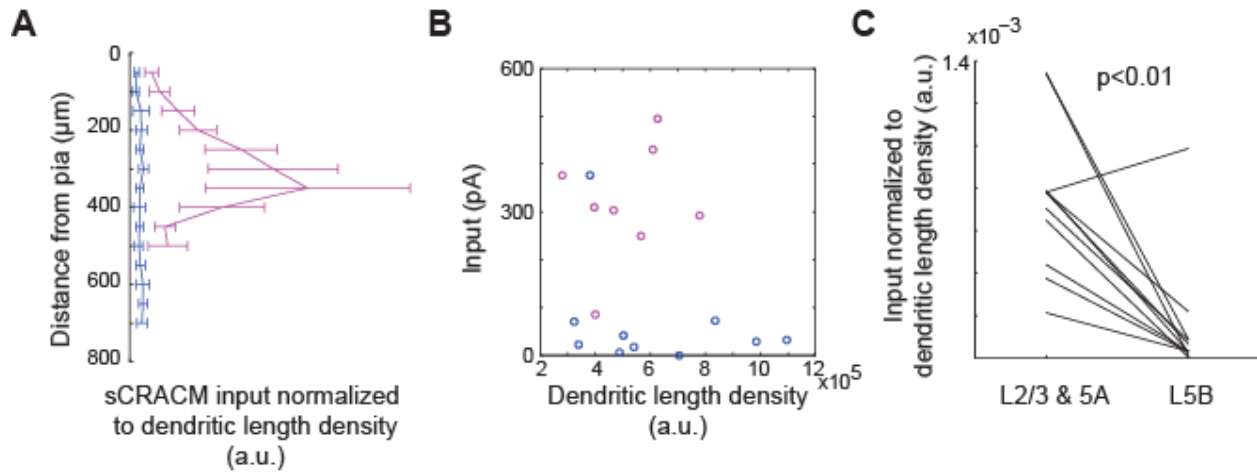 A
0
200
400
600
800
Distance from pia (µm)
sCRACM input normalized
to dendritic length density
(a.u.)
B
600
300
0
Input (pA)
2 4 6 8 10 12
x10⁵
Dendritic length density
(a.u.)
C
x10⁻³
1.4
p<0.01
Input normalized to
dendritic length density (a.u.)
L2/3 & 5A L5B